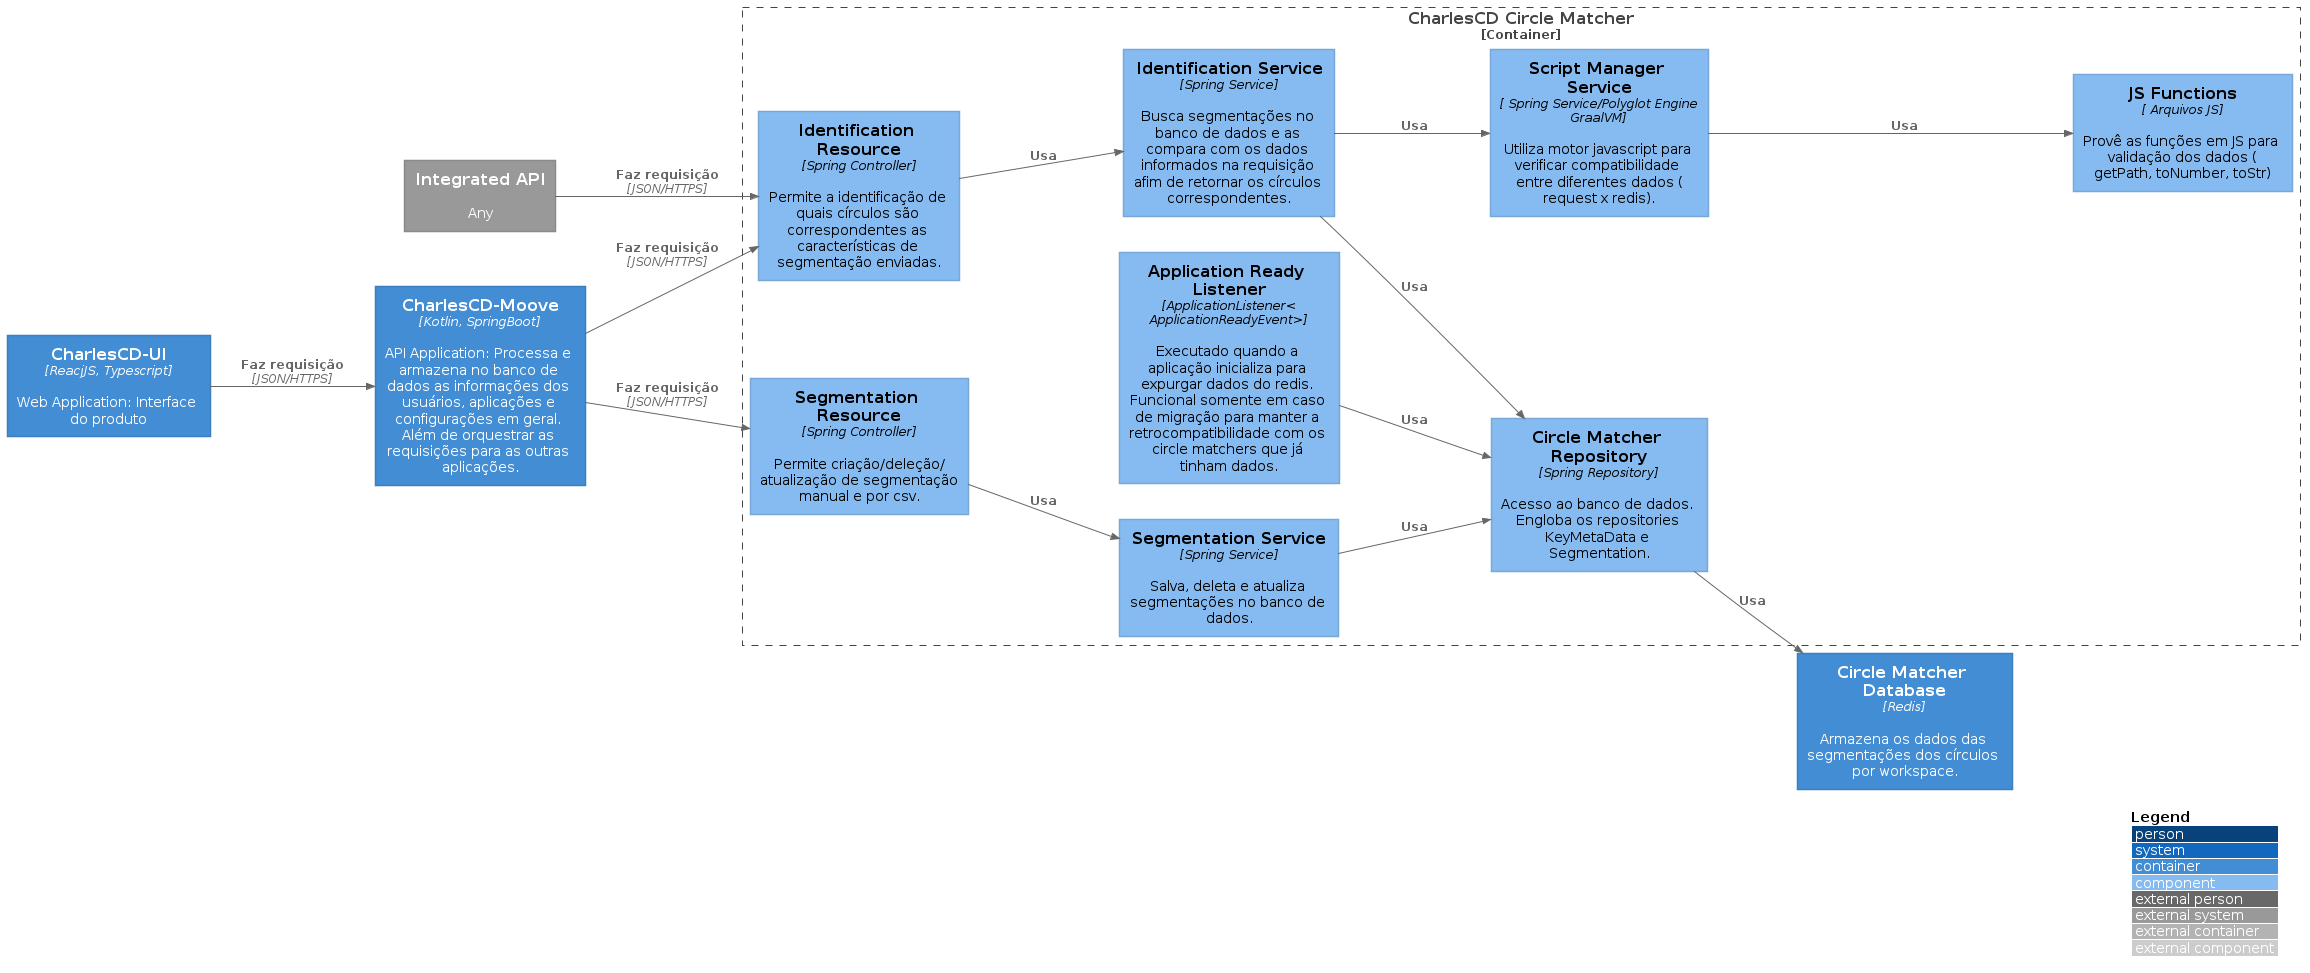 CharlesCD Circle Matcher
[Container]
CharlesCD-UI
[ReacjJS, Typescript]
Web Application: Interface
do produto
Faz requisição
[JSON/HTTPS]
Integrated API
Any
CharlesCD-Moove
[Kotlin, SpringBoot]
API Application: Processa e
armazena no banco de
dados as informações dos
usuários, aplicações e
configurações em geral.
Além de orquestrar as
requisições para as outras
aplicações.
Faz requisição
[JSON/HTTPS]
Faz requisição
[JSON/HTTPS]
Faz requisição
[JSON/HTTPS]
Identification
Resource
[Spring Controller]
Permite a identificação de
quais círculos são
correspondentes as
características de
segmentação enviadas.
Segmentation
Resource
[Spring Controller]
Permite criação/deleção/
atualização de segmentação
manual e por csv.
Usa
Usa
Identification Service
[Spring Service]
Busca segmentações no
banco de dados e as
compara com os dados
informados na requisição
afim de retornar os círculos
correspondentes.
Application Ready
Listener
[ApplicationListener<
ApplicationReadyEvent>]
Executado quando a
aplicação inicializa para
expurgar dados do redis.
Funcional somente em caso
de migração para manter a
retrocompatibilidade com os
circle matchers que já
tinham dados.
Segmentation Service
[Spring Service]
Salva, deleta e atualiza
segmentações no banco de
dados.
Usa
Usa
Usa
Usa
Script Manager
Service
[ Spring Service/Polyglot Engine
GraalVM]
Utiliza motor javascript para
verificar compatibilidade
entre diferentes dados (
request x redis).
Circle Matcher
Repository
[Spring Repository]
Acesso ao banco de dados.
Engloba os repositories
KeyMetaData e
Segmentation.
Usa
Usa
JS Functions
[ Arquivos JS]
Provê as funções em JS para
validação dos dados (
getPath, toNumber, toStr)
Circle Matcher
Database
[Redis]
Armazena os dados das
segmentações dos círculos
por workspace.
Legend
person
system
container
component
external person
external system
external container
external component